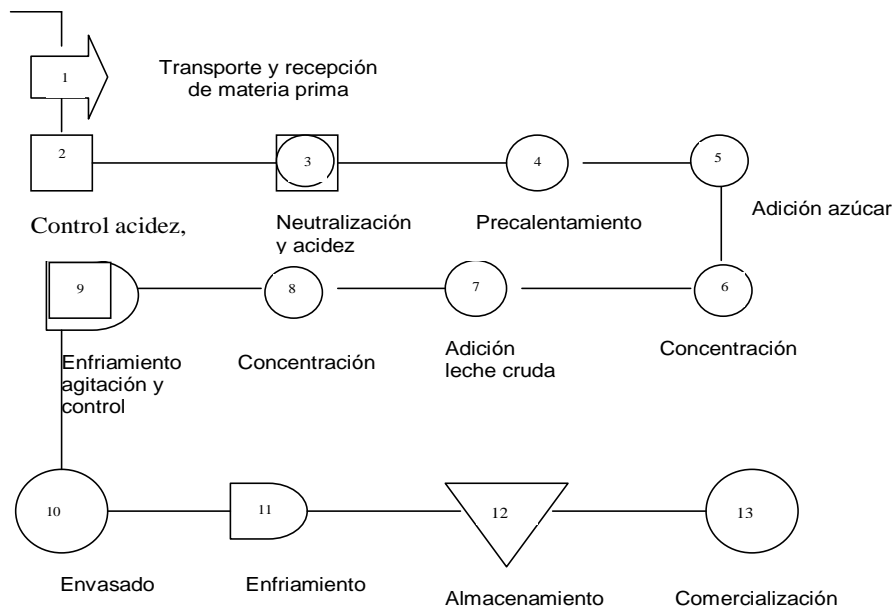 1
Transporte y recepción
de materia prima
2
3
4
5
Control acidez,
Neutralización
y acidez
Precalentamiento
Adición azúcar
9
8
7
6
Enfriamiento
agitación y
control
Concentración
Adición
leche cruda
Concentración
10
11
12
13
Envasado
Enfriamiento
Almacenamiento
Comercialización